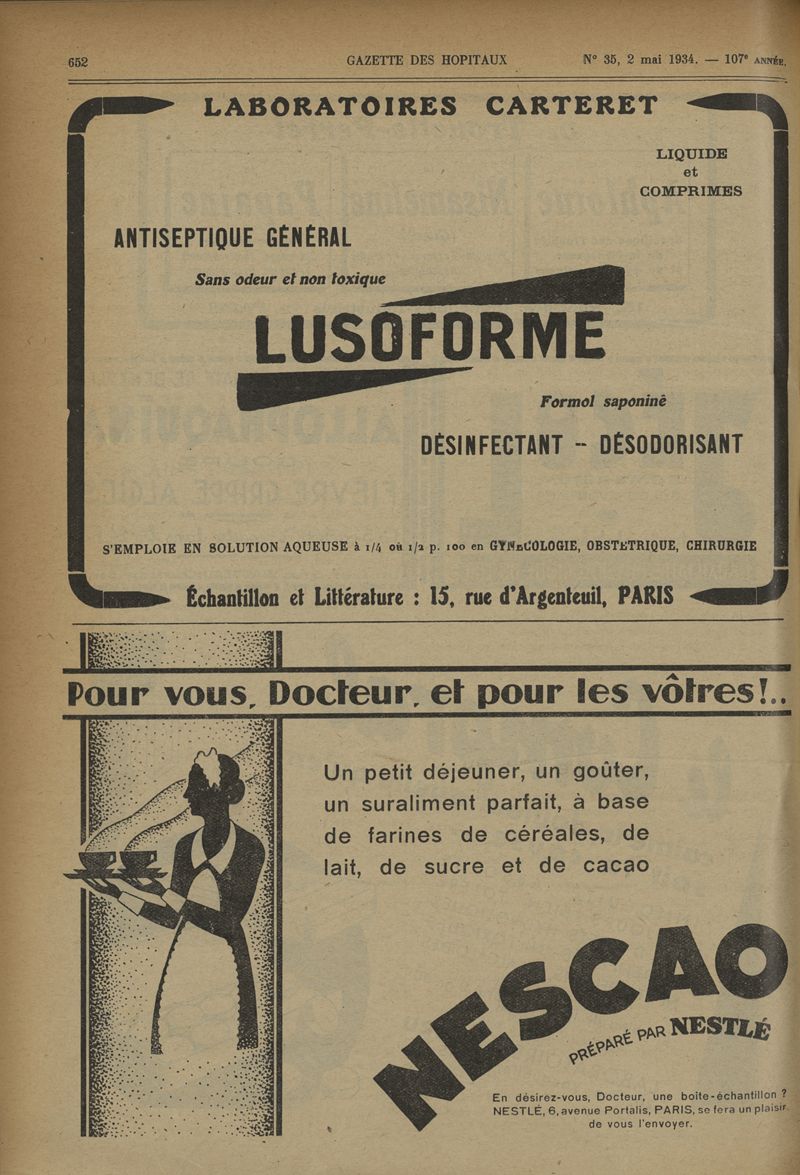 652
GAZETTE DES HOPITAUX
N° 35, 2 mai 1934. — 107e ANNÉE.
LABORATOIRES CARTERET
LIQUIDE
et
COMPRIMES
ANTISEPTIQUE GÉNÉRAL
Sans odeur et non toxique
LUSOFORME
Formol saponiné
DÉSINFECTANT -- DÉSODORISANT
S'EMPLOIE EN SOLUTION AQUEUSE à 1/4 où 1/2 p. 100 en GYNECOLOGIE, OBSTETRIQUE, CHIRURGIE
Échantillon et Littérature : 15, rue d'Argenteuil, PARIS
Pour vous, Docteur, et pour les vôtres!..
Un petit déjeuner, un goûter,
un suraliment parfait, à base
de farines de céréales, de
lait, de sucre et de cacao
NESCAO
PRÉPARÉ PAR NESTLÉ
En désirez-vous, Docteur, une boîte-échantillon ?
NESTLÉ, 6, avenue Portalis, PARIS, se fera un plaisir
de vous l'envoyer.